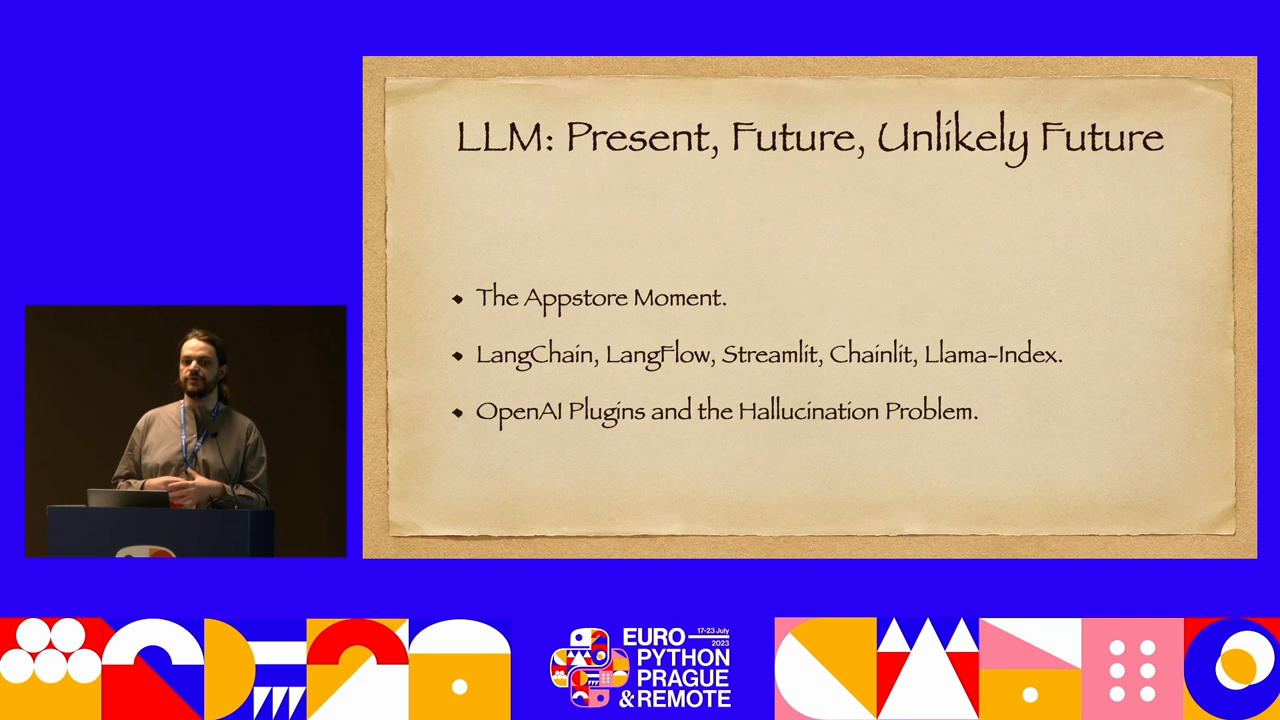 LLM: Present, Future, Unlikely Future
The Appstore Moment.
LangChain, LangFlow, Streamlit, Chainlit, Llama-Index.
OpenAI Plugins and the Hallucination Problem.
EURO 17-23 July
2023
PYTHON
PRAGUE
&REMOTE